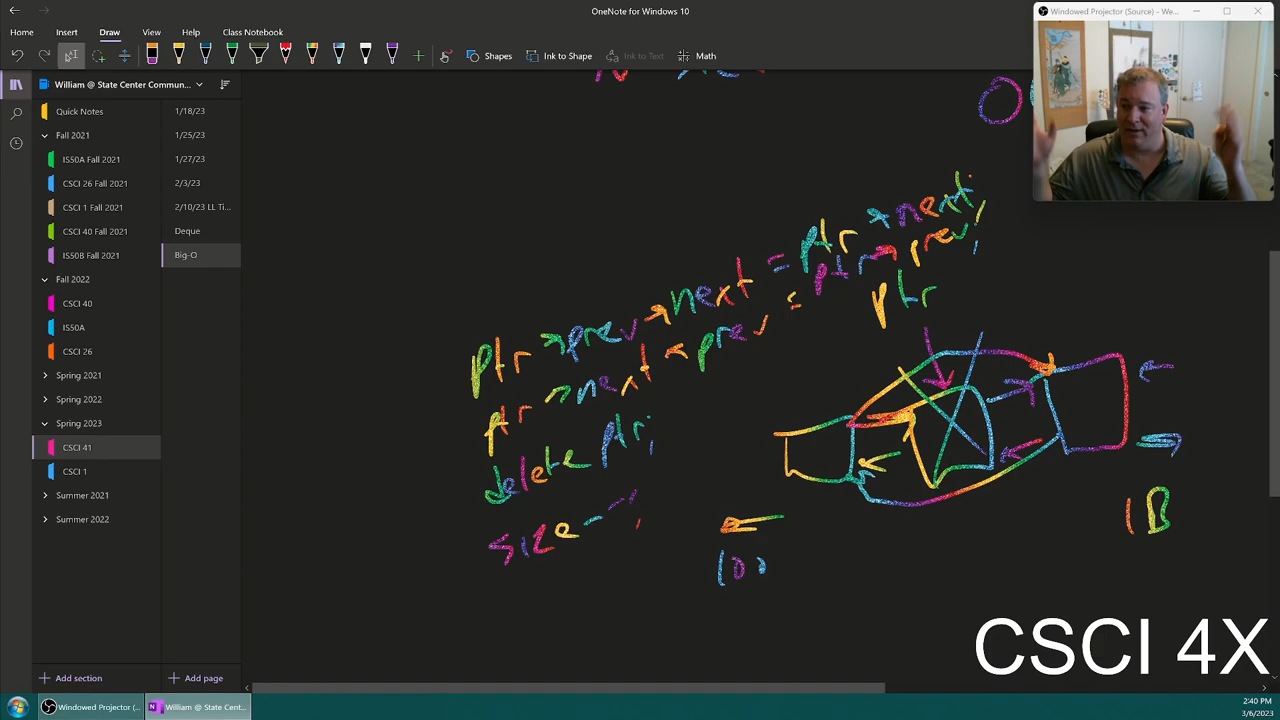 OneNote for Windows 10
Windowed Projector (Source) - We...
Home
Insert
Draw
View
Help
Class Notebook
Shapes
Ink to Shape
Ink to Text
Math
William @ State Center Commun...
Quick Notes
Fall 2021
IS50A Fall 2021
CSCI 26 Fall 2021
CSCI 1 Fall 2021
CSCI 40 Fall 2021
IS50B Fall 2021
Fall 2022
CSCI 40
IS50A
CSCI 26
Spring 2021
Spring 2022
Spring 2023
CSCI 41
CSCI 1
Summer 2021
Summer 2022
1/18/23
1/25/23
1/27/23
2/3/23
2/10/23 LL Ti...
Deque
Big-O
ptr→prev→next = ptr→next;
ptr→next→prev = ptr→prev;
delete ptr;
size--;
ptr
100
1B
CSCI 4X
Add section
Add page
Windowed Projector (...
William @ State Cent...
2:40 PM
3/6/2023